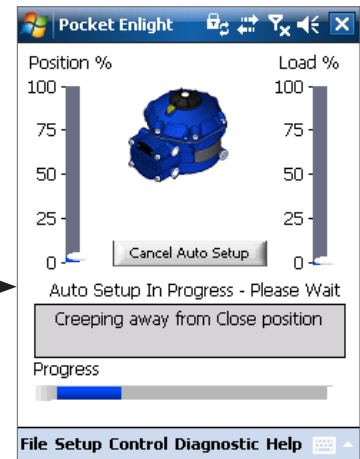 Pocket Enlight
Position % Load %
100 100
75 75
50 50
25 25
0 0
Cancel Auto Setup
Auto Setup In Progress - Please Wait
Creeping away from Close position
Progress
File Setup Control Diagnostic Help